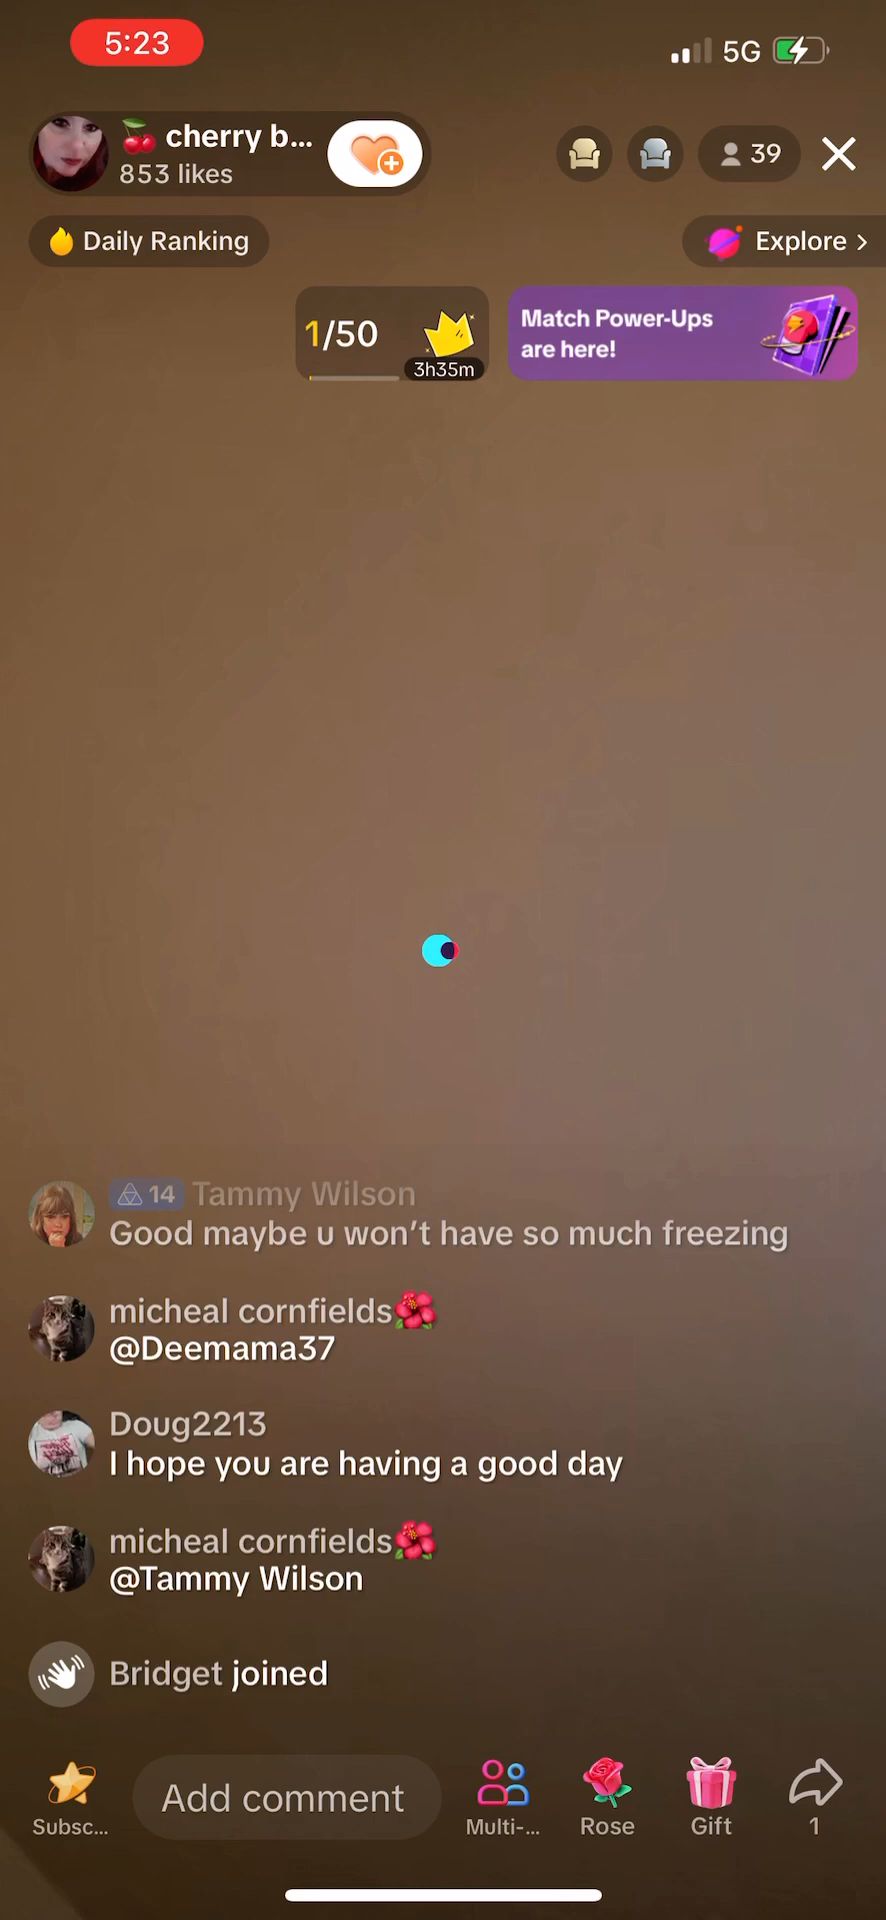 5:23
5G
🍒 cherry b...
853 likes
39
Daily Ranking
Explore >
1/50
3h35m
Match Power-Ups
are here!
14 Tammy Wilson
Good maybe u won’t have so much freezing
micheal cornfields🌺
@Deemama37
Doug2213
I hope you are having a good day
micheal cornfields🌺
@Tammy Wilson
Bridget joined
Add comment
Subsc...
Multi-...
Rose
Gift
1